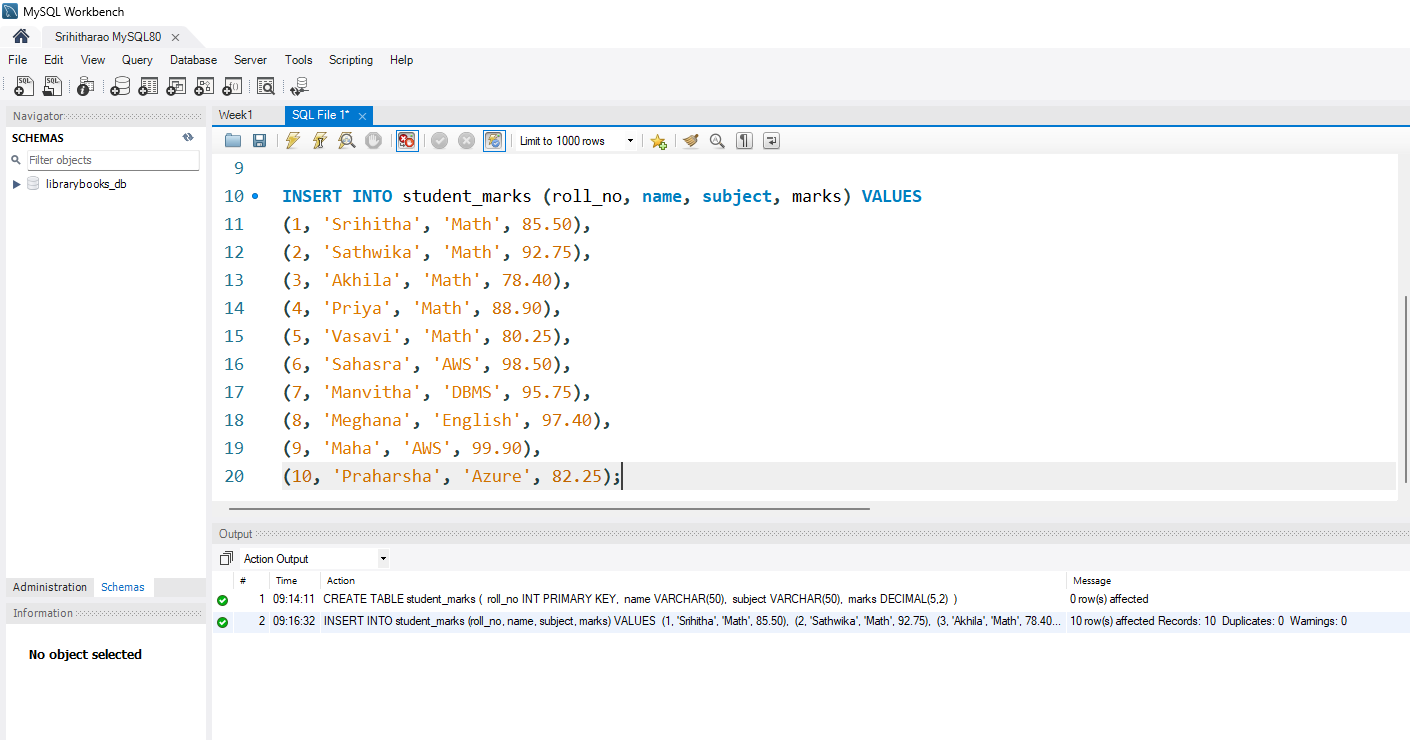 MySQL Workbench
Srihitharao MySQL80
File Edit View Query Database Server Tools Scripting Help
Navigator
SCHEMAS
Filter objects
librarybooks_db
Administration Schemas
Information
No object selected
Week1 SQL File 1*
Limit to 1000 rows
9
10 INSERT INTO student_marks (roll_no, name, subject, marks) VALUES
11 (1, 'Srihitha', 'Math', 85.50),
12 (2, 'Sathwika', 'Math', 92.75),
13 (3, 'Akhila', 'Math', 78.40),
14 (4, 'Priya', 'Math', 88.90),
15 (5, 'Vasavi', 'Math', 80.25),
16 (6, 'Sahasra', 'AWS', 98.50),
17 (7, 'Manvitha', 'DBMS', 95.75),
18 (8, 'Meghana', 'English', 97.40),
19 (9, 'Maha', 'AWS', 99.90),
20 (10, 'Praharsha', 'Azure', 82.25);
Output
Action Output
# Time Action Message
1 09:14:11 CREATE TABLE student_marks ( roll_no INT PRIMARY KEY, name VARCHAR(50), subject VARCHAR(50), marks DECIMAL(5,2) ) 0 row(s) affected
2 09:16:32 INSERT INTO student_marks (roll_no, name, subject, marks) VALUES (1, 'Srihitha', 'Math', 85.50), (2, 'Sathwika', 'Math', 92.75), (3, 'Akhila', 'Math', 78.40... 10 row(s) affected Records: 10 Duplicates: 0 Warnings: 0